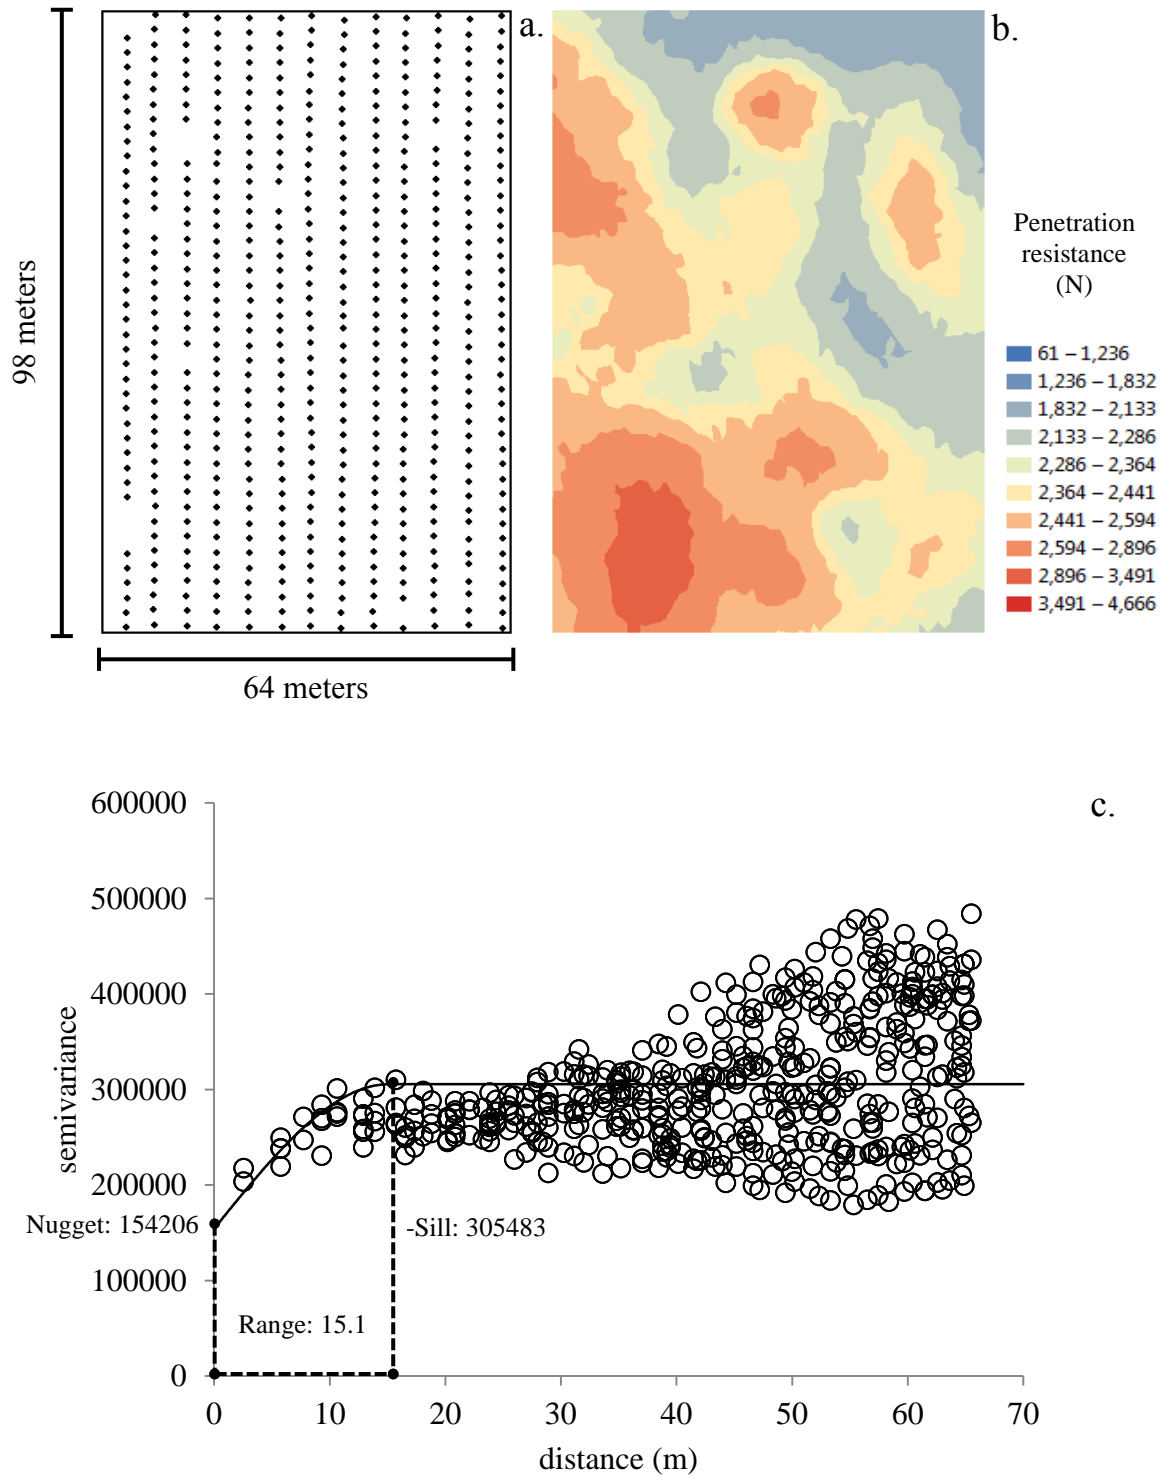 a.
b.
98 meters
64 meters
Penetration
resistance
(N)
61 – 1,236
1,236 – 1,832
1,832 – 2,133
2,133 – 2,286
2,286 – 2,364
2,364 – 2,441
2,441 – 2,594
2,594 – 2,896
2,896 – 3,491
3,491 – 4,666
c.
semivariance
600000
500000
400000
300000
200000
100000
0
Nugget: 154206
-Sill: 305483
Range: 15.1
0 10 20 30 40 50 60 70
distance (m)